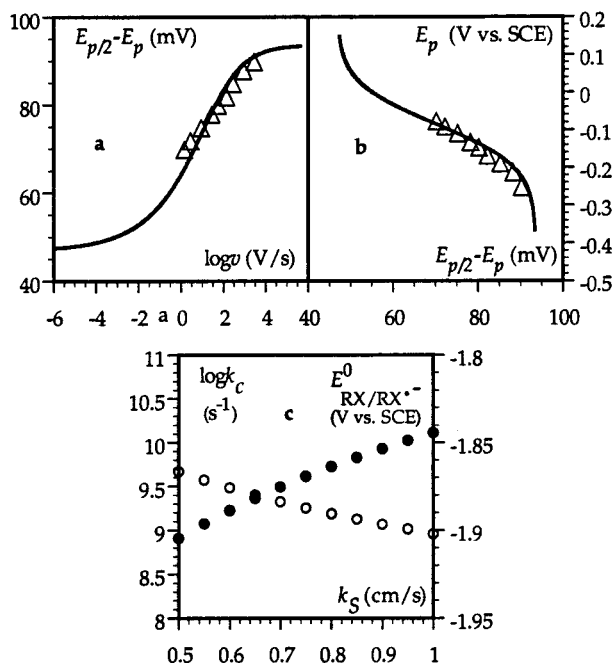 100
80
60
40
E_{p/2}-E_p (mV)
a
logv (V/s)
-6 -4 -2 a 0 2 4
E_p (V vs. SCE)
b
E_{p/2}-E_p (mV)
0.2
0.1
0
-0.1
-0.2
-0.3
-0.4
-0.5
40 60 80 100
11
10.5
10
9.5
9
8.5
8
logk_c
(s^{-1})
c
E^0
RX/RX^{•-}
(V vs. SCE)
k_S (cm/s)
-1.8
-1.85
-1.9
-1.95
0.5 0.6 0.7 0.8 0.9 1